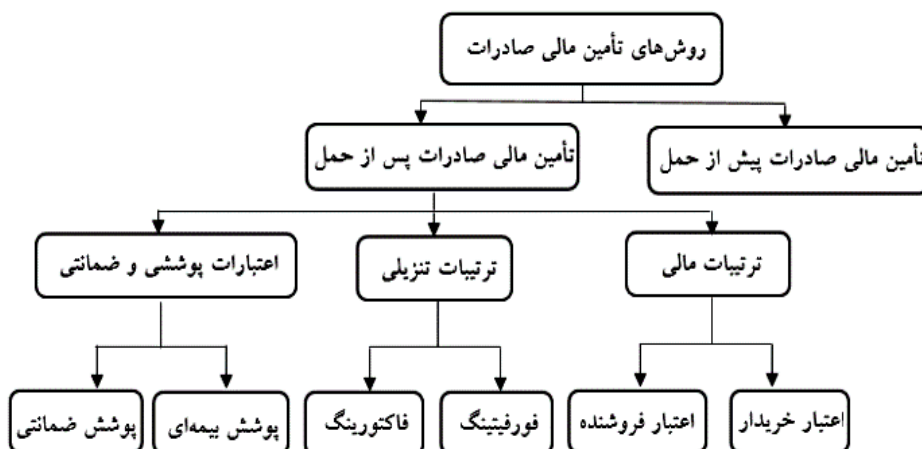 روش‌های تأمین مالی صادرات
تأمین مالی صادرات پیش از حمل
تأمین مالی صادرات پس از حمل
ترتیبات مالی
ترتیبات تنزیلی
اعتبارات پوششی و ضمانتی
اعتبار خریدار
اعتبار فروشنده
فورفیتینگ
فاکتورینگ
پوشش بیمه‌ای
پوشش ضمانتی